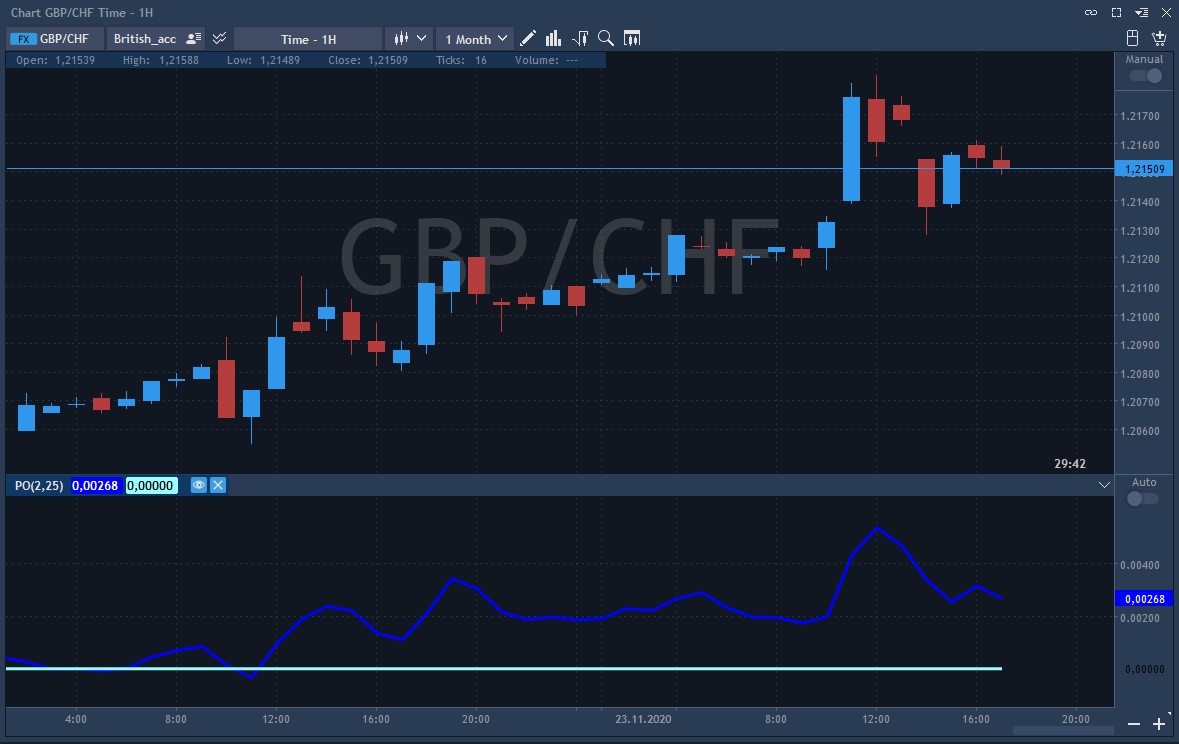 Chart GBP/CHF Time - 1H
FX GBP/CHF British_acc Time - 1H 1 Month
Open: 1,21539 High: 1,21588 Low: 1,21489 Close: 1,21509 Ticks: 16 Volume: ---
Manual
1.21700
1.21600
1,21509
1.21400
1.21300
GBP/CHF
1.21200
1.21100
1.21000
1.20900
1.20800
1.20700
1.20600
29:42
PO(2,25) 0,00268 0,00000
Auto
0.00400
0,00268
0.00200
0,00000
4:00 8:00 12:00 16:00 20:00 23.11.2020 8:00 12:00 16:00 20:00